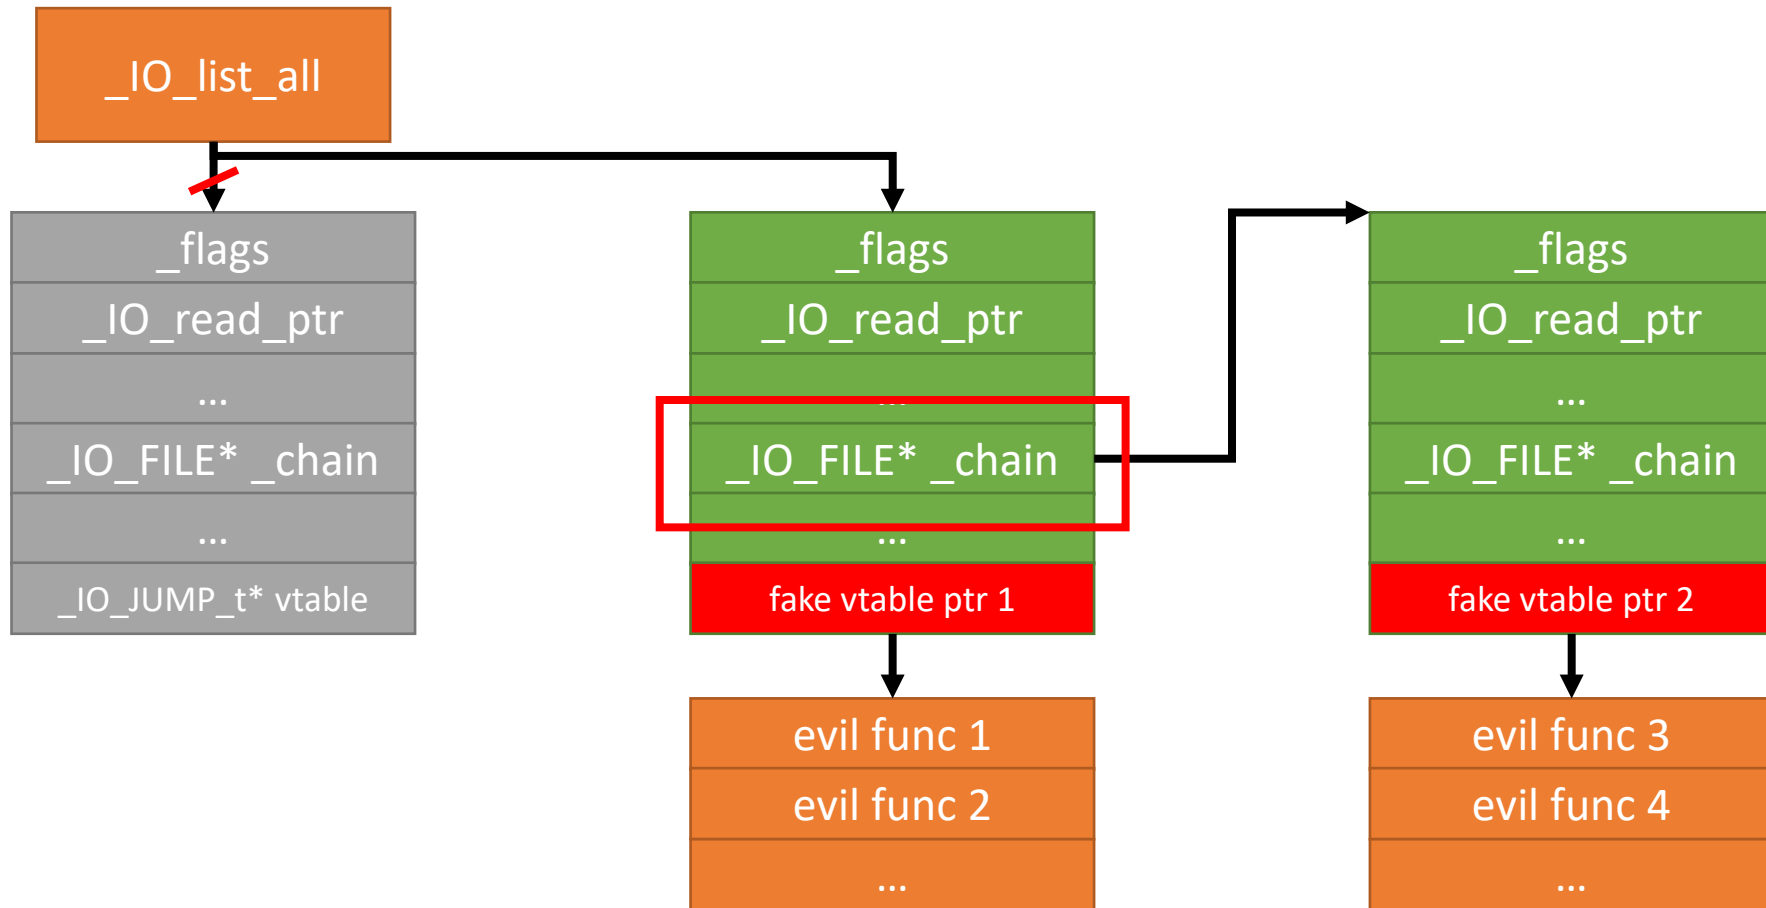 _IO_list_all
_flags
_IO_read_ptr
...
_IO_FILE* _chain
...
_IO_JUMP_t* vtable
_flags
_IO_read_ptr
...
_IO_FILE* _chain
...
fake vtable ptr 1
evil func 1
evil func 2
...
_flags
_IO_read_ptr
...
_IO_FILE* _chain
...
fake vtable ptr 2
evil func 3
evil func 4
...